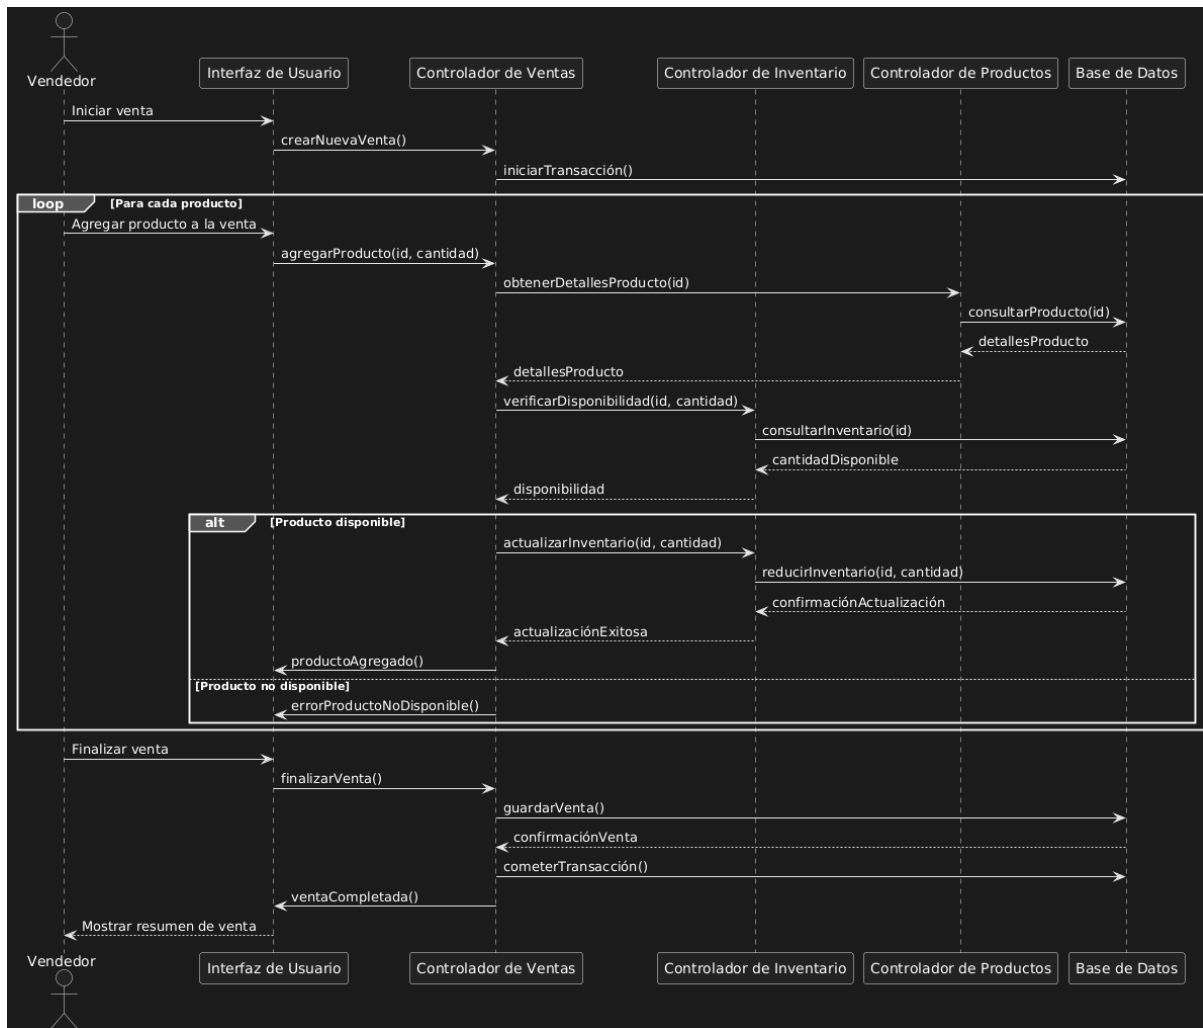 Vendedor
Interfaz de Usuario
Controlador de Ventas
Controlador de Inventario
Controlador de Productos
Base de Datos
Iniciar venta
crearNuevaVenta()
iniciarTransacción()
loop
[Para cada producto]
Agregar producto a la venta
agregarProducto(id, cantidad)
obtenerDetallesProducto(id)
consultarProducto(id)
detallesProducto
detallesProducto
verificarDisponibilidad(id, cantidad)
consultarInventario(id)
cantidadDisponible
disponibilidad
alt
[Producto disponible]
actualizarInventario(id, cantidad)
reducirInventario(id, cantidad)
confirmaciónActualización
actualizaciónExitosa
productoAgregado()
[Producto no disponible]
errorProductoNoDisponible()
Finalizar venta
finalizarVenta()
guardarVenta()
confirmaciónVenta
cometerTransacción()
ventaCompletada()
Mostrar resumen de venta
Vendedor
Interfaz de Usuario
Controlador de Ventas
Controlador de Inventario
Controlador de Productos
Base de Datos